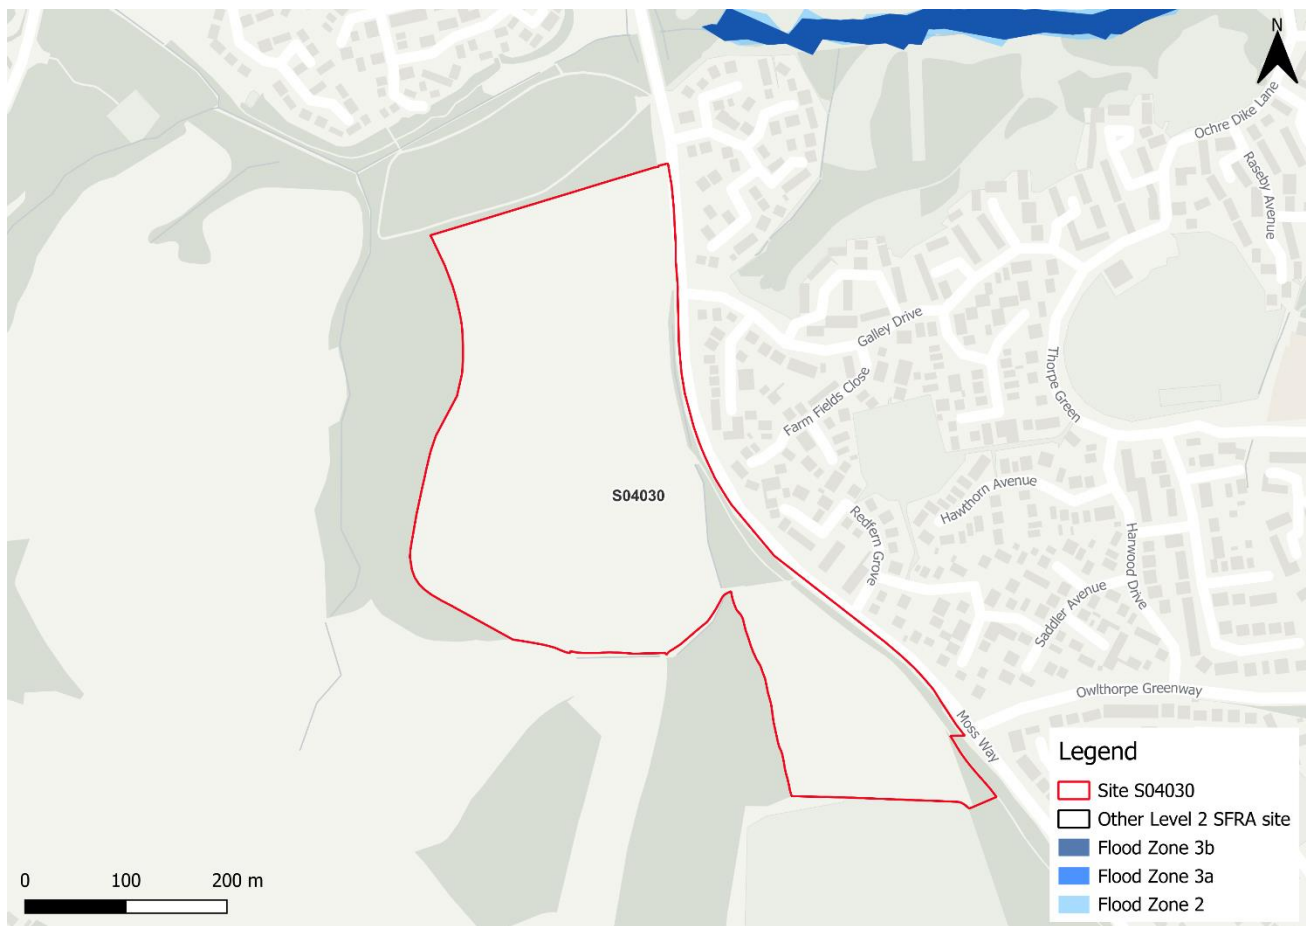 N
Ochre Dike Lane
Raseby Avenue
Galley Drive
Thorpe Green
Farm Fields Close
S04030
Hawthorn Avenue
Redfern Grove
Harwood Drive
Saddler Avenue
Owlthorpe Greenway
Moss Way
Legend
Site S04030
Other Level 2 SFRA site
Flood Zone 3b
Flood Zone 3a
Flood Zone 2
0 100 200 m